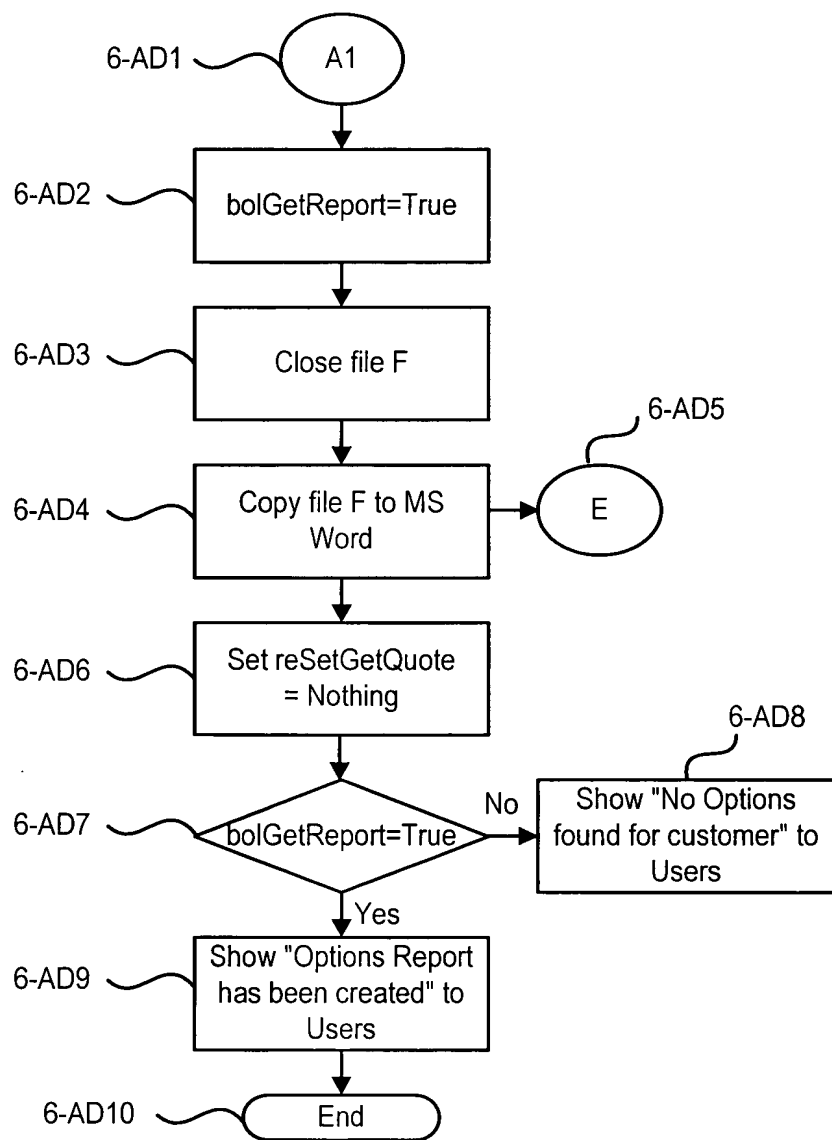 6-AD1
A1
6-AD2
bolGetReport=True
6-AD3
Close file F
6-AD5
6-AD4
Copy file F to MS
Word
E
6-AD6
Set reSetGetQuote
= Nothing
6-AD8
6-AD7
bolGetReport=True
No
Show "No Options
found for customer" to
Users
Yes
6-AD9
Show "Options Report
has been created" to
Users
6-AD10
End